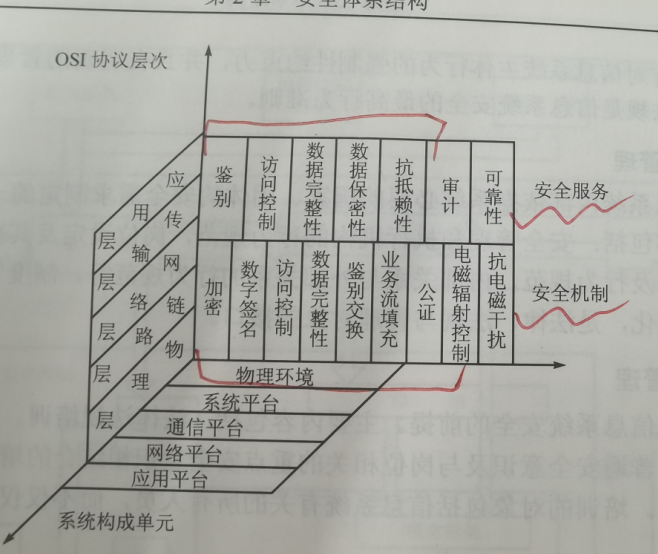 第2章 安全体系结构
OSI 协议层次
鉴别
访问控制
数据完整性
数据保密性
抗抵赖性
审计
可靠性
安全服务
加密
数字签名
访问控制
数据完整性
鉴别交换
业务流填充
公证
电磁辐射控制
抗电磁干扰
安全机制
应用层
传输层
网络层
链路层
物理层
物理环境
系统平台
通信平台
网络平台
应用平台
系统构成单元